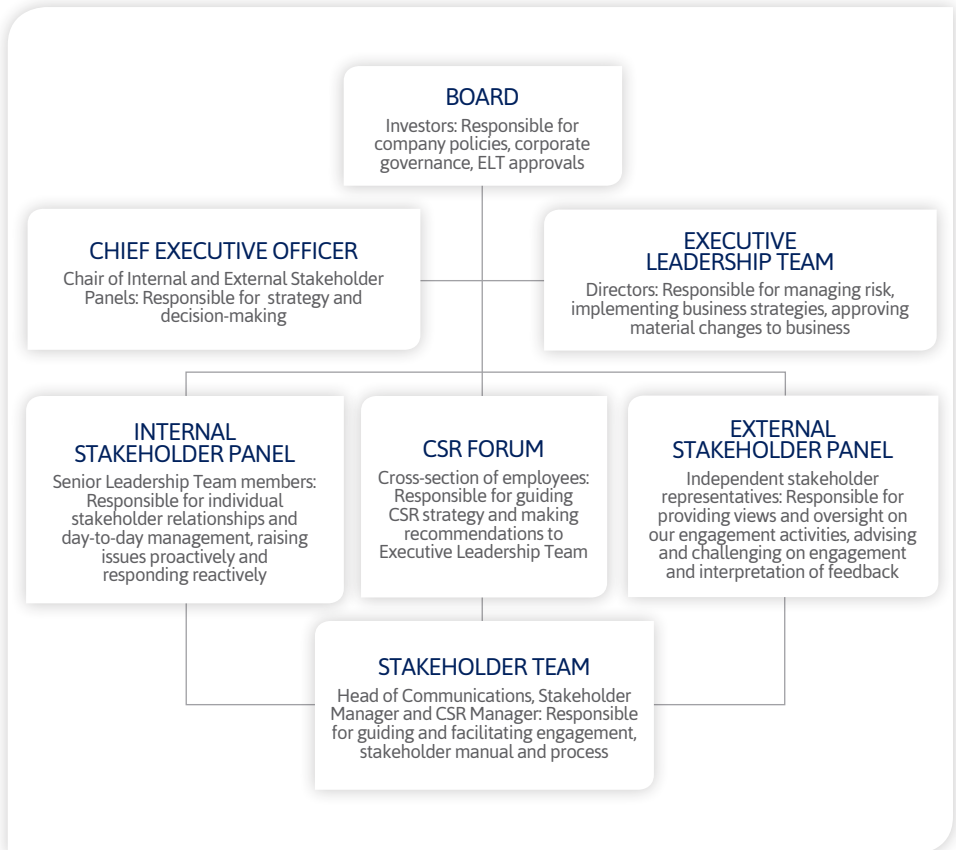 BOARD
Investors: Responsible for
company policies, corporate
governance, ELT approvals
CHIEF EXECUTIVE OFFICER
Chair of Internal and External Stakeholder
Panels: Responsible for strategy and
decision-making
EXECUTIVE
LEADERSHIP TEAM
Directors: Responsible for managing risk,
implementing business strategies, approving
material changes to business
INTERNAL
STAKEHOLDER PANEL
Senior Leadership Team members:
Responsible for individual
stakeholder relationships and
day-to-day management, raising
issues proactively and
responding reactively
CSR FORUM
Cross-section of employees:
Responsible for guiding
CSR strategy and making
recommendations to
Executive Leadership Team
EXTERNAL
STAKEHOLDER PANEL
Independent stakeholder
representatives: Responsible for
providing views and oversight on
our engagement activities, advising
and challenging on engagement
and interpretation of feedback
STAKEHOLDER TEAM
Head of Communications, Stakeholder
Manager and CSR Manager: Responsible
for guiding and facilitating engagement,
stakeholder manual and process